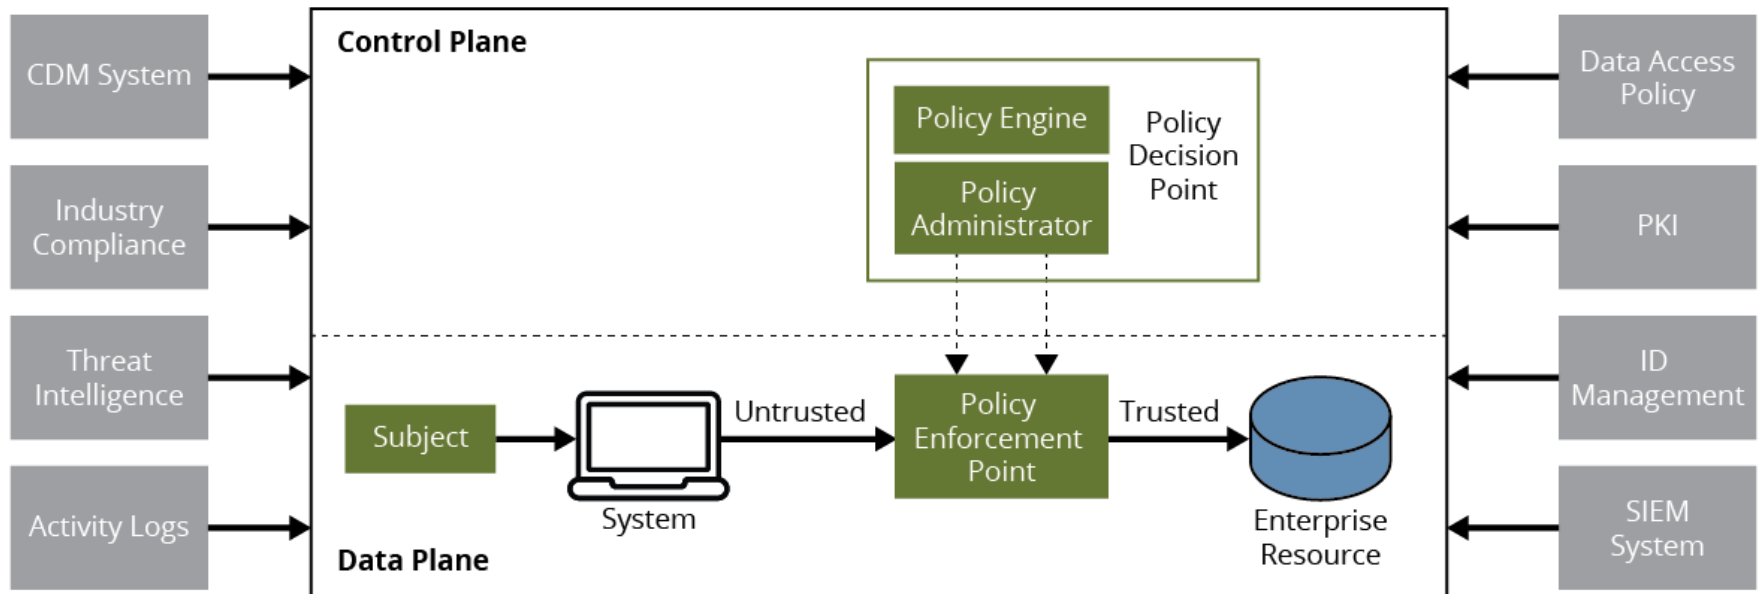 CDM System
Industry
Compliance
Threat
Intelligence
Activity Logs
Control Plane
Policy Engine
Policy
Administrator
Policy
Decision
Point
Subject
System
Untrusted
Policy
Enforcement
Point
Trusted
Enterprise
Resource
Data Plane
Data Access
Policy
PKI
ID
Management
SIEM
System